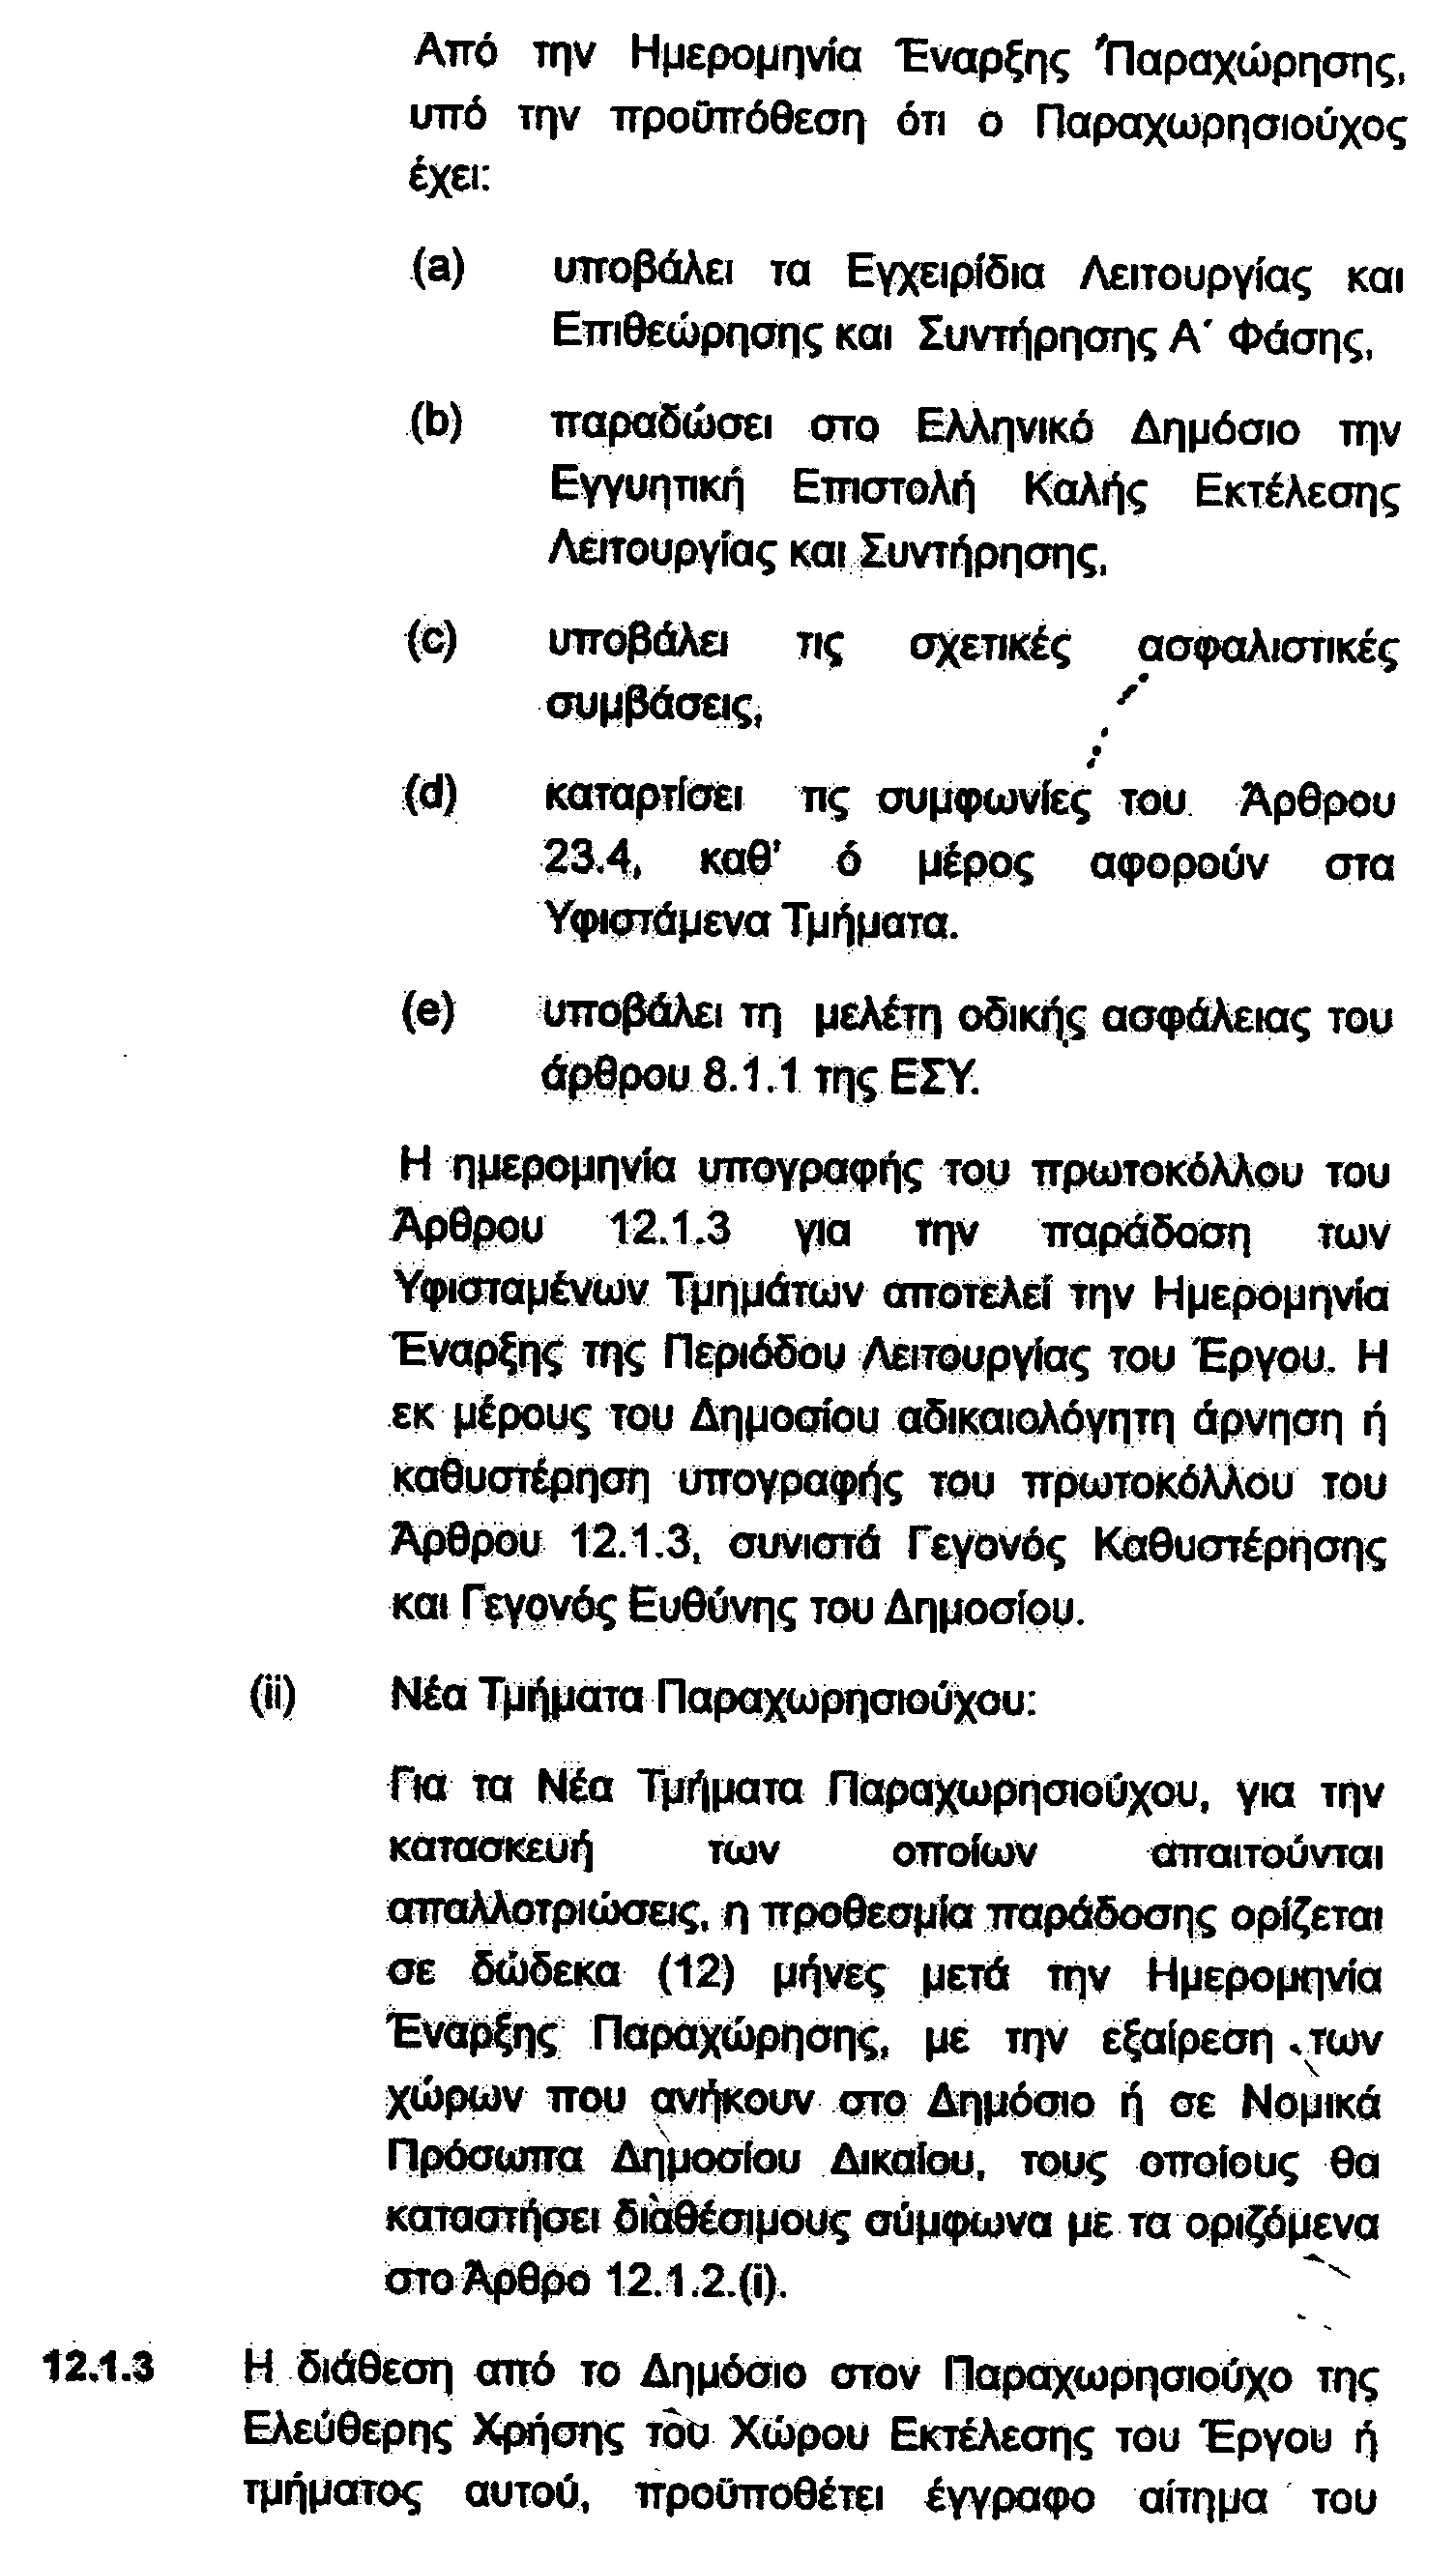 Από την Ημερομηνία Έναρξης Παραχώρησης,
υπό την προϋπόθεση ότι ο Παραχωρησιούχος
έχει:
(a) υποβάλει τα Εγχειρίδια Λειτουργίας και
Επιθεώρησης και Συντήρησης Α΄ Φάσης,
(b) παραδώσει στο Ελληνικό Δημόσιο την
Εγγυητική Επιστολή Καλής Εκτέλεσης
Λειτουργίας και Συντήρησης,
(c) υποβάλει τις σχετικές ασφαλιστικές
συμβάσεις,
(d) καταρτίσει τις συμφωνίες του Άρθρου
23.4, καθ' ό μέρος αφορούν στα
Υφιστάμενα Τμήματα.
(e) υποβάλει τη μελέτη οδικής ασφάλειας του
άρθρου 8.1.1 της ΕΣΥ.
Η ημερομηνία υπογραφής του πρωτοκόλλου του
Άρθρου 12.1.3 για την παράδοση των
Υφισταμένων Τμημάτων αποτελεί την Ημερομηνία
Έναρξης της Περιόδου Λειτουργίας του Έργου. Η
εκ μέρους του Δημοσίου αδικαιολόγητη άρνηση ή
καθυστέρηση υπογραφής του πρωτοκόλλου του
Άρθρου 12.1.3, συνιστά Γεγονός Καθυστέρησης
και Γεγονός Ευθύνης του Δημοσίου.
(ii) Νέα Τμήματα Παραχωρησιούχου:
Για τα Νέα Τμήματα Παραχωρησιούχου, για την
κατασκευή των οποίων απαιτούνται
απαλλοτριώσεις, η προθεσμία παράδοσης ορίζεται
σε δώδεκα (12) μήνες μετά την Ημερομηνία
Έναρξης Παραχώρησης, με την εξαίρεση των
χώρων που ανήκουν στο Δημόσιο ή σε Νομικά
Πρόσωπα Δημοσίου Δικαίου, τους οποίους θα
καταστήσει διαθέσιμους σύμφωνα με τα οριζόμενα
στο Άρθρο 12.1.2.(i).
12.1.3 Η διάθεση από το Δημόσιο στον Παραχωρησιούχο της
Ελεύθερης Χρήσης του Χώρου Εκτέλεσης του Έργου ή
τμήματος αυτού, προϋποθέτει έγγραφο αίτημα του